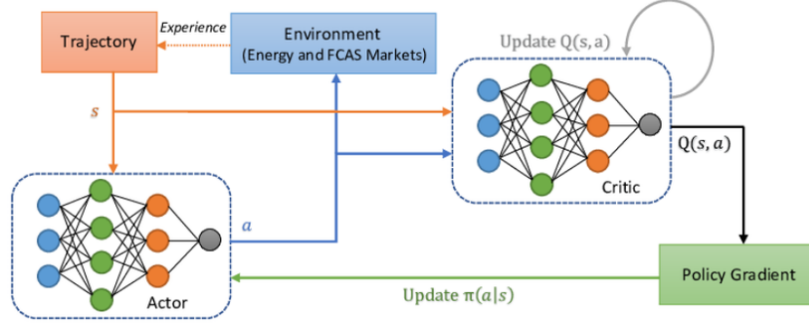 Experience
Trajectory
Environment
(Energy and FCAS Markets)
Update Q(s,a)
s
Critic
Q(s, a)
a
Actor
Policy Gradient
Update π(a|s)